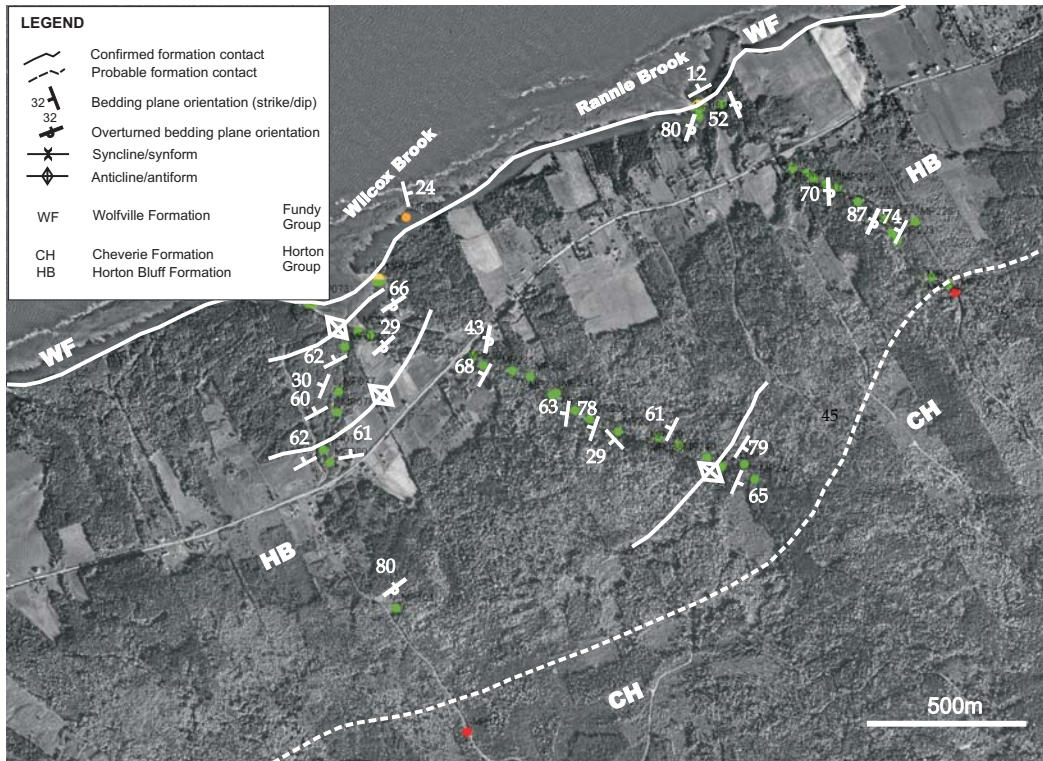 LEGEND
Confirmed formation contact
Probable formation contact
32
Bedding plane orientation (strike/dip)
32
Overturned bedding plane orientation
Syncline/synform
Anticline/antiform
WF Wolfville Formation Fundy
Group
CH Cheverie Formation Horton
HB Horton Bluff Formation Group
WF
Rannie Brook
12
80 52
HB
Wilcox Brook
24
70
87 74
66
29
WF
62
43
68
30
60
63 78
61
45
CH
62 61
29
79
65
HB
80
CH
500m